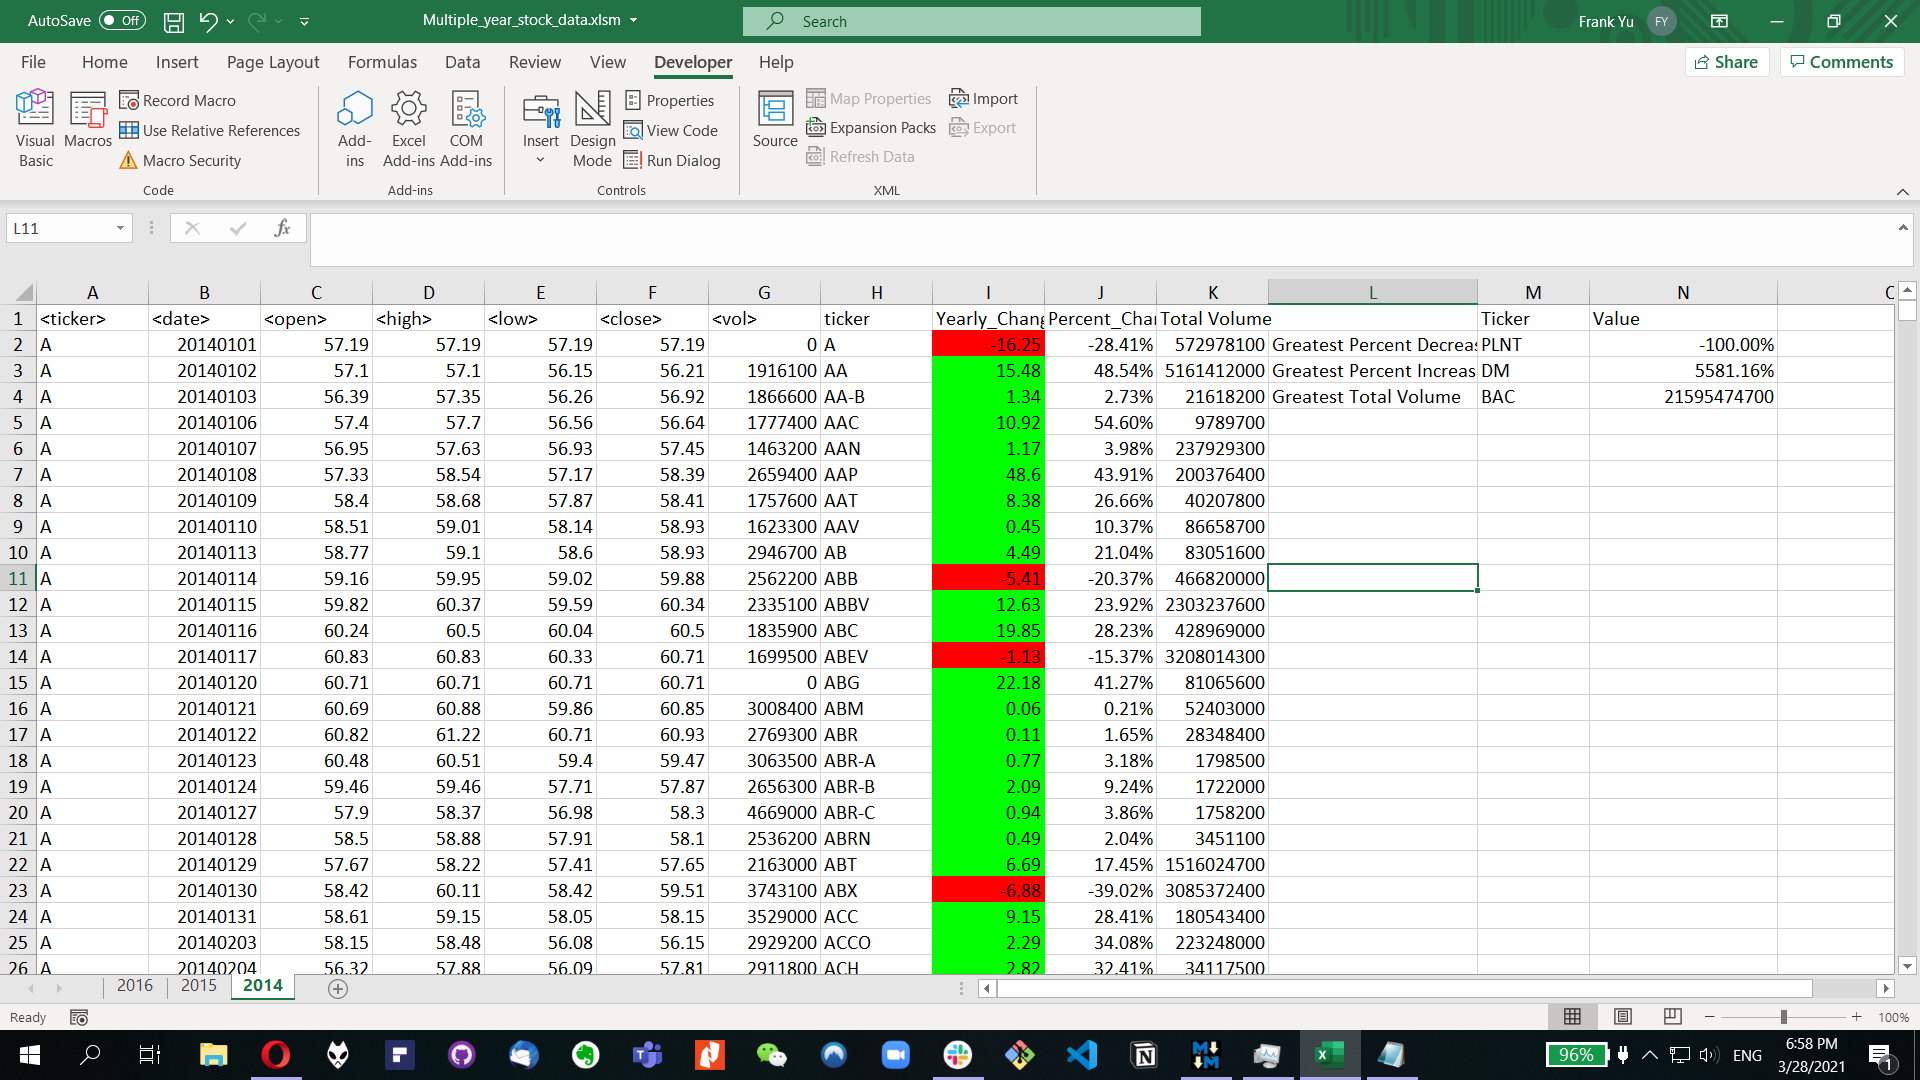 AutoSave Off Multiple_year_stock_data.xlsm Search Frank Yu FY
File Home Insert Page Layout Formulas Data Review View Developer Help Share Comments
Visual Basic Macros Record Macro Use Relative References Macro Security Code
Add-ins Excel Add-ins COM Add-ins Add-ins
Insert Design Mode Properties View Code Run Dialog Controls
Source Map Properties Expansion Packs Refresh Data Import Export XML
L11 fx
A B C D E F G H I J K L M N
1 <ticker> <date> <open> <high> <low> <close> <vol> ticker Yearly_Chang Percent_Cha Total Volume Ticker Value
2 A 20140101 57.19 57.19 57.19 57.19 0 A -16.25 -28.41% 572978100 Greatest Percent Decreas PLNT -100.00%
3 A 20140102 57.1 57.1 56.15 56.21 1916100 AA 15.48 48.54% 5161412000 Greatest Percent Increas DM 5581.16%
4 A 20140103 56.39 57.35 56.26 56.92 1866600 AA-B 1.34 2.73% 21618200 Greatest Total Volume BAC 21595474700
5 A 20140106 57.4 57.7 56.56 56.64 1777400 AAC 10.92 54.60% 9789700
6 A 20140107 56.95 57.63 56.93 57.45 1463200 AAN 1.17 3.98% 237929300
7 A 20140108 57.33 58.54 57.17 58.39 2659400 AAP 48.6 43.91% 200376400
8 A 20140109 58.4 58.68 57.87 58.41 1757600 AAT 8.38 26.66% 40207800
9 A 20140110 58.51 59.01 58.14 58.93 1623300 AAV 0.45 10.37% 86658700
10 A 20140113 58.77 59.1 58.6 58.93 2946700 AB 4.49 21.04% 83051600
11 A 20140114 59.16 59.95 59.02 59.88 2562200 ABB -5.41 -20.37% 466820000
12 A 20140115 59.82 60.37 59.59 60.34 2335100 ABBV 12.63 23.92% 2303237600
13 A 20140116 60.24 60.5 60.04 60.5 1835900 ABC 19.85 28.23% 428969000
14 A 20140117 60.83 60.83 60.33 60.71 1699500 ABEV -1.13 -15.37% 3208014300
15 A 20140120 60.71 60.71 60.71 60.71 0 ABG 22.18 41.27% 81065600
16 A 20140121 60.69 60.88 59.86 60.85 3008400 ABM 0.06 0.21% 52403000
17 A 20140122 60.82 61.22 60.71 60.93 2769300 ABR 0.11 1.65% 28348400
18 A 20140123 60.48 60.51 59.4 59.47 3063500 ABR-A 0.77 3.18% 1798500
19 A 20140124 59.46 59.46 57.71 57.87 2656300 ABR-B 2.09 9.24% 1722000
20 A 20140127 57.9 58.37 56.98 58.3 4669000 ABR-C 0.94 3.86% 1758200
21 A 20140128 58.5 58.88 57.91 58.1 2536200 ABRN 0.49 2.04% 3451100
22 A 20140129 57.67 58.22 57.41 57.65 2163000 ABT 6.69 17.45% 1516024700
23 A 20140130 58.42 60.11 58.42 59.51 3743100 ABX -6.88 -39.02% 3085372400
24 A 20140131 58.61 59.15 58.05 58.15 3529000 ACC 9.15 28.41% 180543400
25 A 20140203 58.15 58.48 56.08 56.15 2929200 ACCO 2.29 34.08% 223248000
26 A 20140204 56.32 57.88 56.09 57.81 2911800 ACH 2.82 32.41% 34117500
2016 2015 2014
Ready 100%
96% ENG 6:58 PM
3/28/2021 1